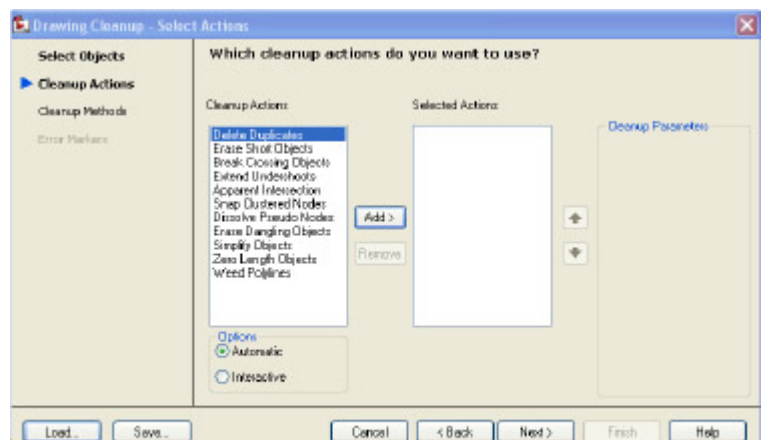 Drawing Cleanup - Select Actions
Select Objects
Cleanup Actions
Cleanup Methods
Error Markers
Which cleanup actions do you want to use?
Cleanup Actions:
Selected Actions:
Delete Duplicates
Erase Short Objects
Break Crossing Objects
Extend Undershoots
Apparent Intersection
Snap Clustered Nodes
Dissolve Pseudo Nodes
Erase Dangling Objects
Simplify Objects
Zero Length Objects
Weed Polylines
Add >
Remove
Cleanup Parameters
Options
Automatic
Interactive
Load...
Save...
Cancel
< Back
Next >
Finish
Help